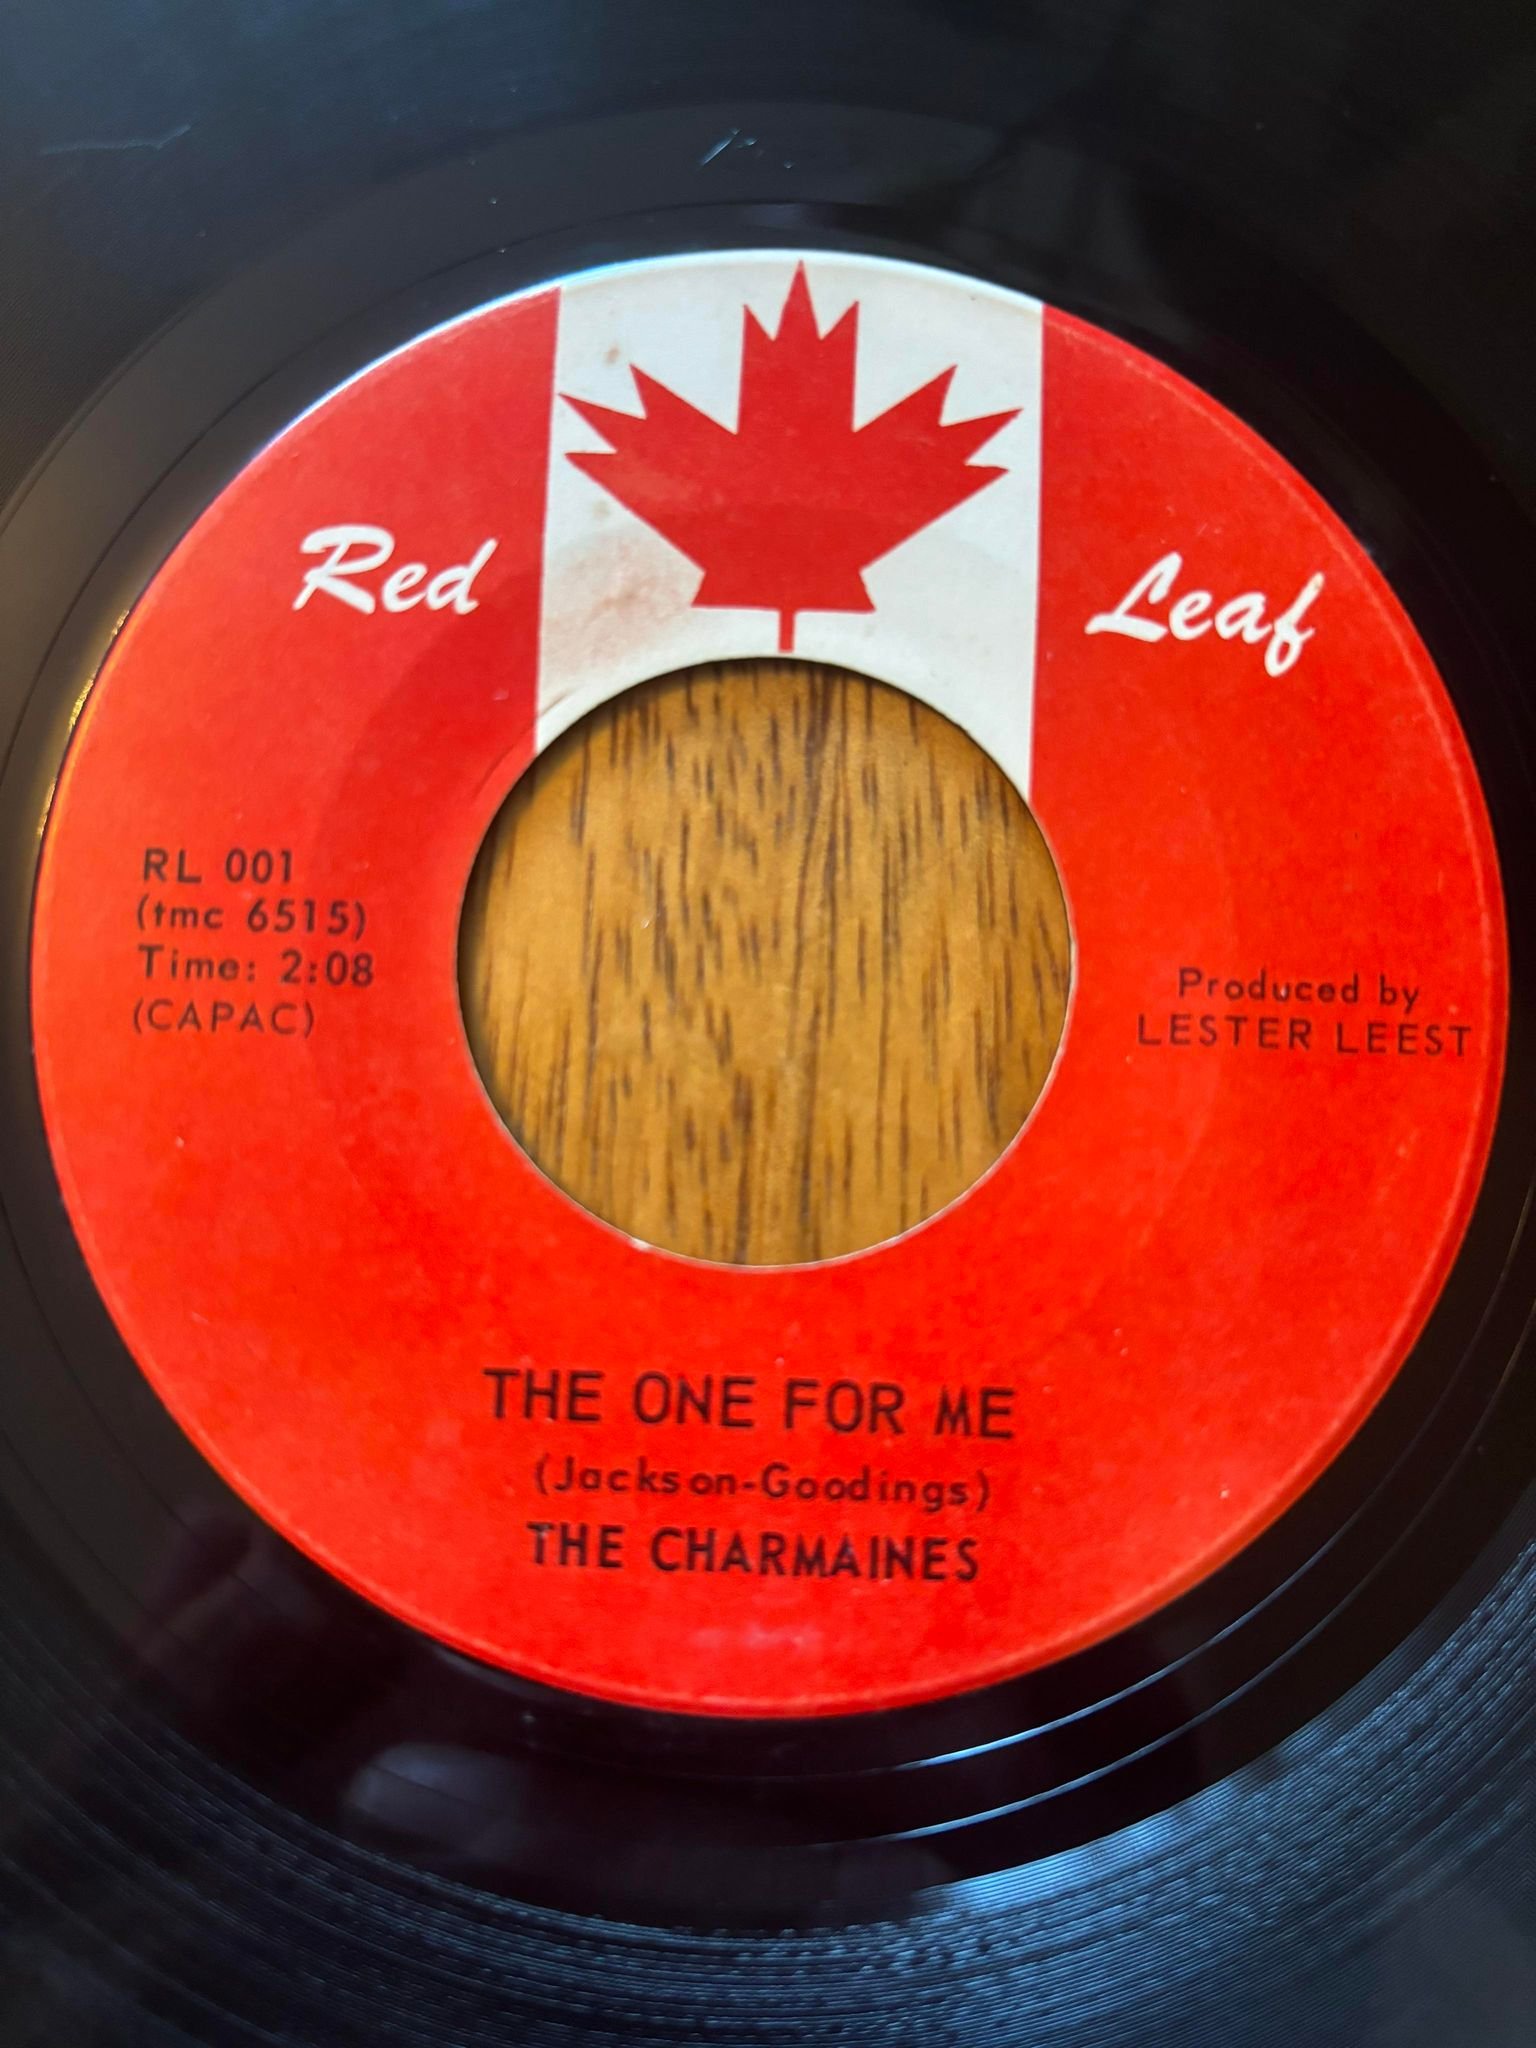 Red Leaf
RL 001
(tmc 6515)
Time: 2:08
(CAPAC)
Produced by
LESTER LEEST
THE ONE FOR ME
(Jackson-Goodings)
THE CHARMAINES